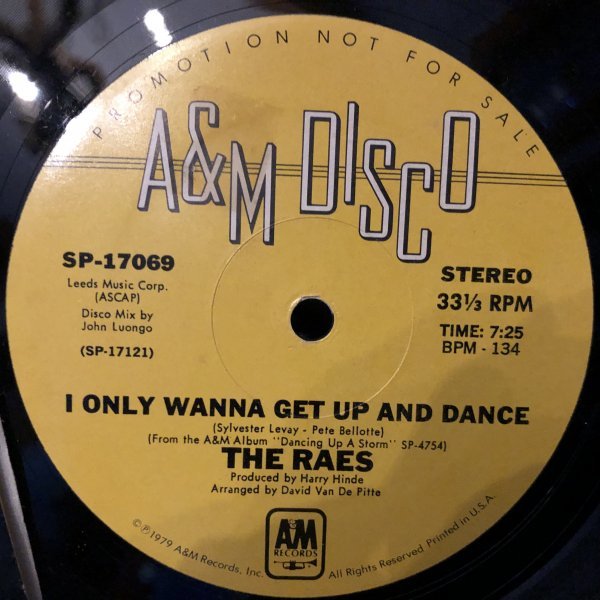 PROMOTION NOT FOR SALE
A&M DISCO
SP-17069
Leeds Music Corp.
(ASCAP)
Disco Mix by
John Luongo
(SP-17121)
STEREO
33⅓ RPM
TIME: 7:25
BPM - 134
I ONLY WANNA GET UP AND DANCE
(Sylvester Levay - Pete Bellotte)
(From the A&M Album "Dancing Up A Storm" SP-4754)
THE RAES
Produced by Harry Hinde
Arranged by David Van De Pitte
A&M
RECORDS
©℗1979 A&M Records, Inc.
All Rights Reserved Printed in U.S.A.